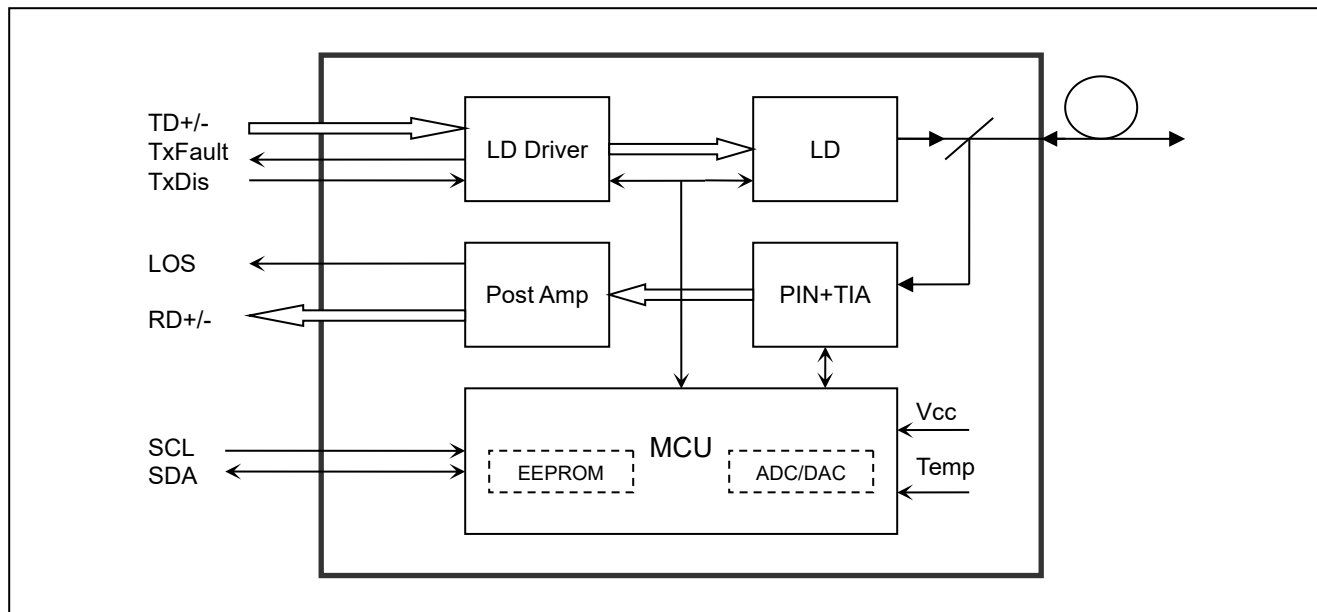 TD+/-
TxFault
TxDis
LD Driver
LD
LOS
RD+/-
Post Amp
PIN+TIA
SCL
SDA
MCU
EEPROM
ADC/DAC
Vcc
Temp